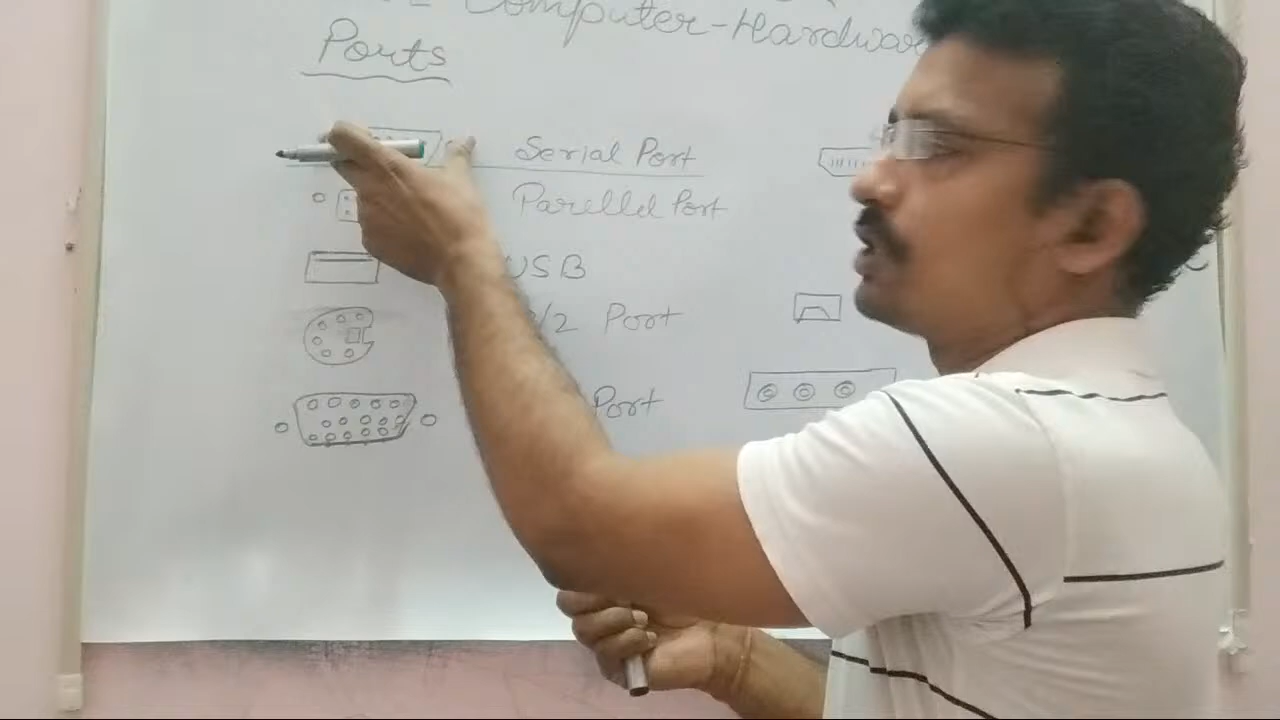 Computer-Hardwar
Ports
Serial Port
Parellel Port
USB
/2 Port
Port